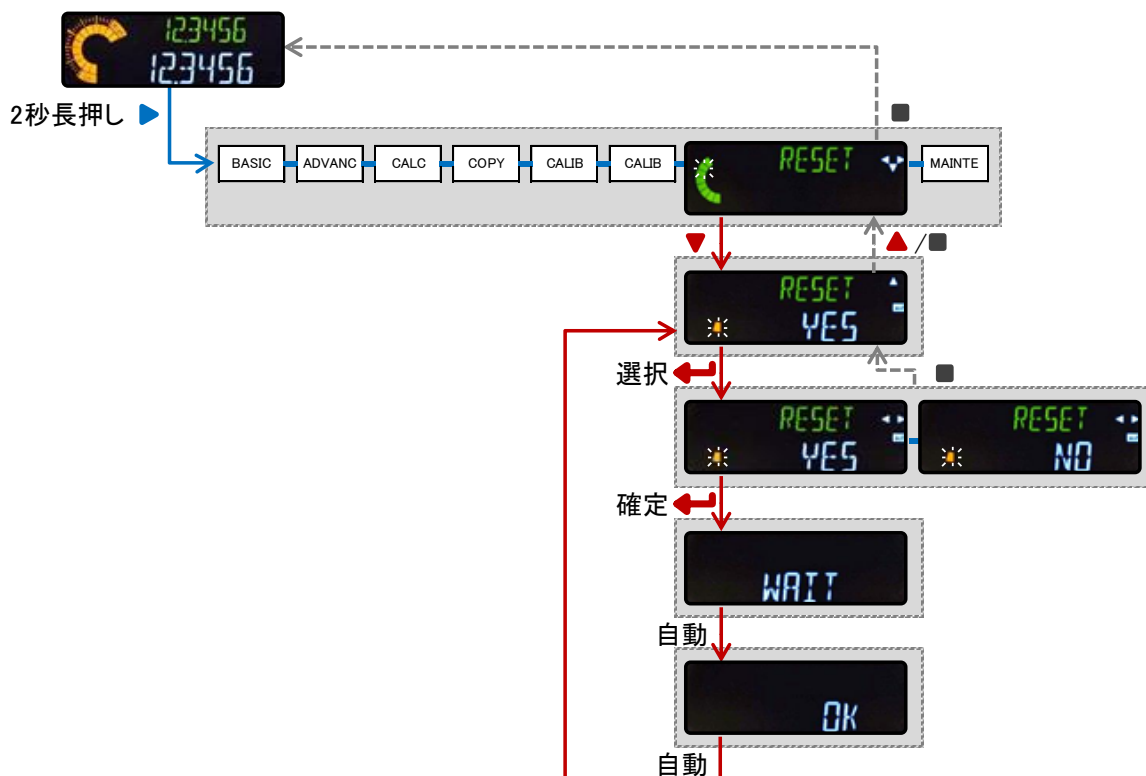 12.3456
12.3456
2秒長押し
BASIC
ADVANC
CALC
COPY
CALIB
CALIB
RESET
MAINTE
/
RESET
YES
選択
RESET
YES
RESET
NO
確定
WAIT
自動
OK
自動